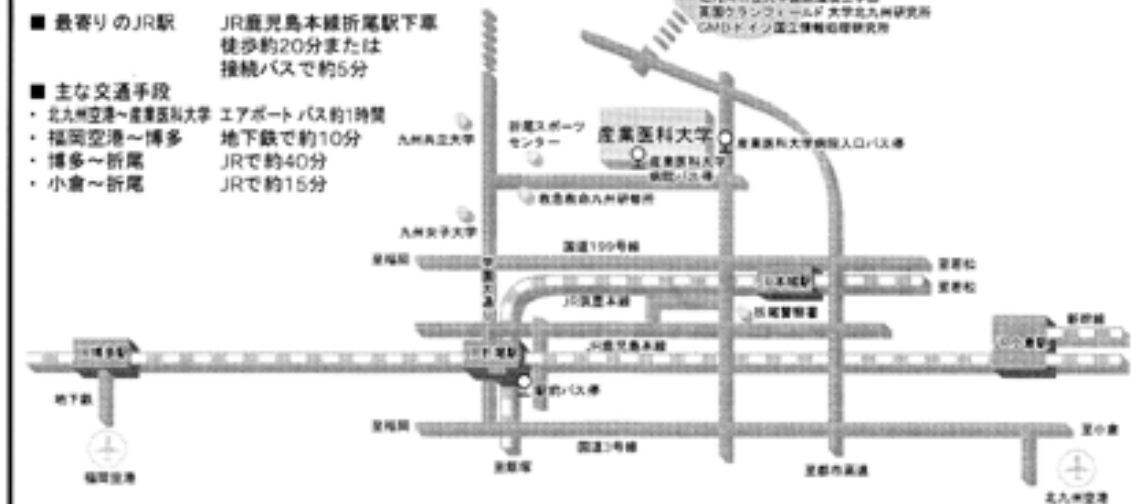 ■ 最寄りのJR駅 JR鹿児島本線折尾駅下車
徒歩約20分または
接続バスで約5分
■ 主な交通手段
・ 北九州空港～産業医科大学 エアポートバス約1時間
・ 福岡空港～博多 地下鉄で約10分
・ 博多～折尾 JRで約40分
・ 小倉～折尾 JRで約15分
英国クランフィールド大学北九州研究所
GMDドイツ国立情報処理研究所
九州共立大学
折尾スポーツ
センター
産業医科大学
産業医科大学病院入口バス停
産業医科大学
病院バス停
救急救命九州研修所
九州女子大学
学園大通り
国道199号線
至福岡
至若松
本城駅
至若松
JR筑豊本線
折尾警察署
新幹線
JR博多駅
JR折尾駅
JR鹿児島本線
JR小倉駅
駅前バス停
地下鉄
至福岡
国道3号線
至小倉
至飯塚
至都市高速
福岡空港
北九州空港